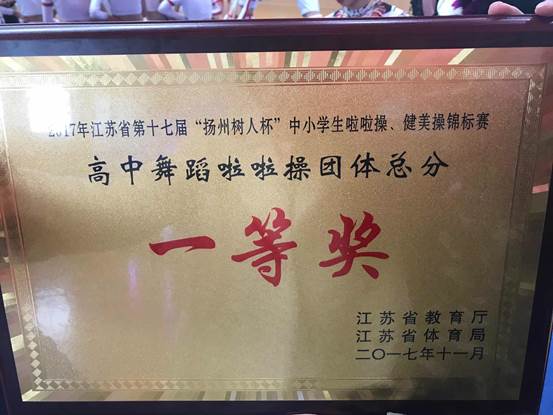 2017年江苏省第十七届“扬州树人杯”中小学生啦啦操、健美操锦标赛
高中舞蹈啦啦操团体总分
一等奖
江苏省教育厅
江苏省体育局
二〇一七年十一月